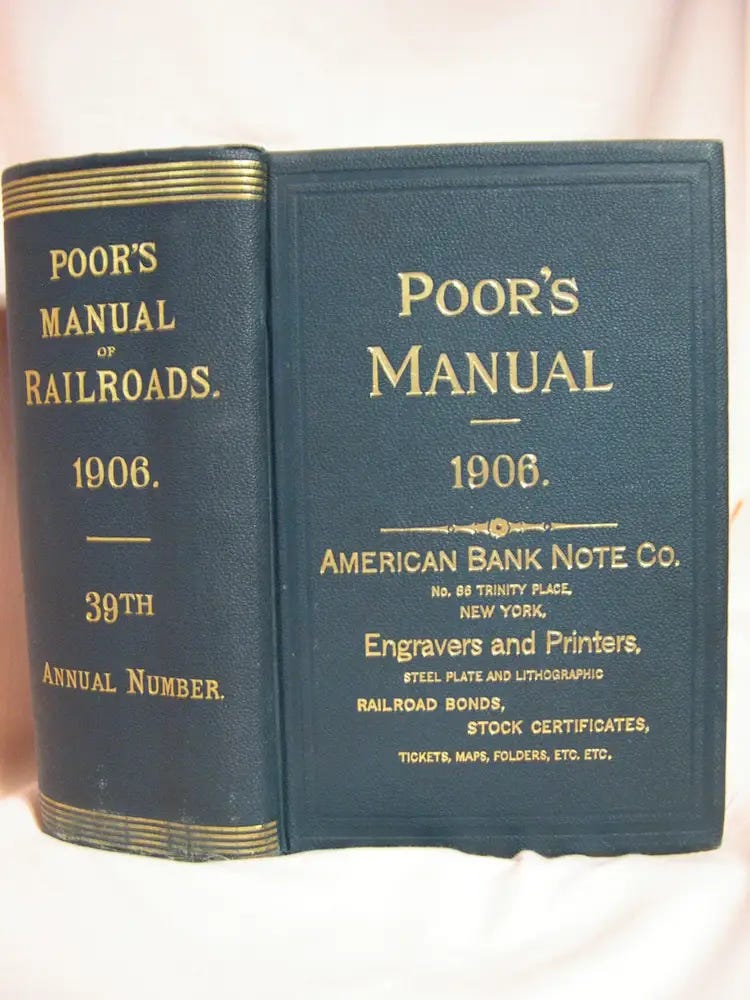 POOR'S
MANUAL
OF
RAILROADS.
1906.
39TH
ANNUAL NUMBER.
POOR'S
MANUAL
1906.
AMERICAN BANK NOTE CO.
No. 86 TRINITY PLACE,
NEW YORK,
Engravers and Printers,
STEEL PLATE AND LITHOGRAPHIC
RAILROAD BONDS,
STOCK CERTIFICATES,
TICKETS, MAPS, FOLDERS, ETC. ETC.